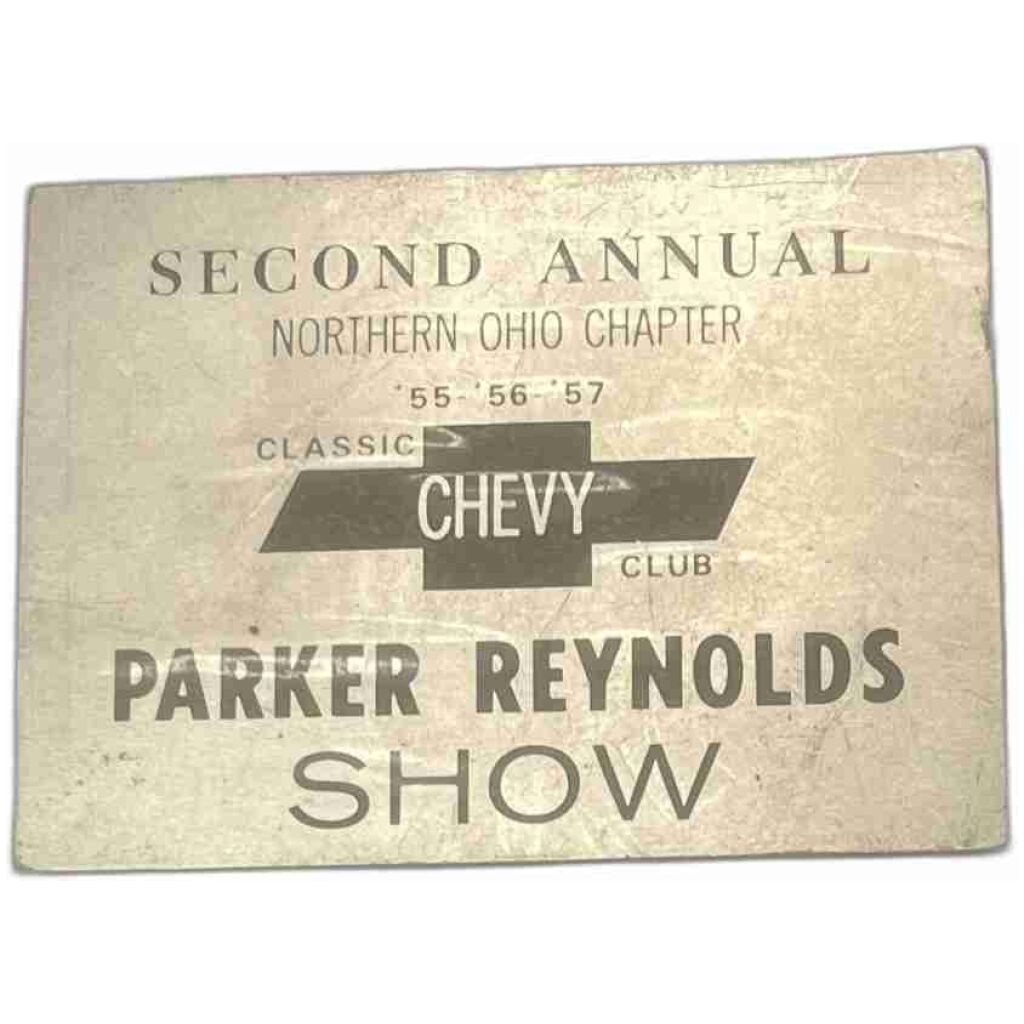 SECOND ANNUAL
NORTHERN OHIO CHAPTER
'55-'56-'57
CLASSIC
CHEVY
CLUB
PARKER REYNOLDS
SHOW